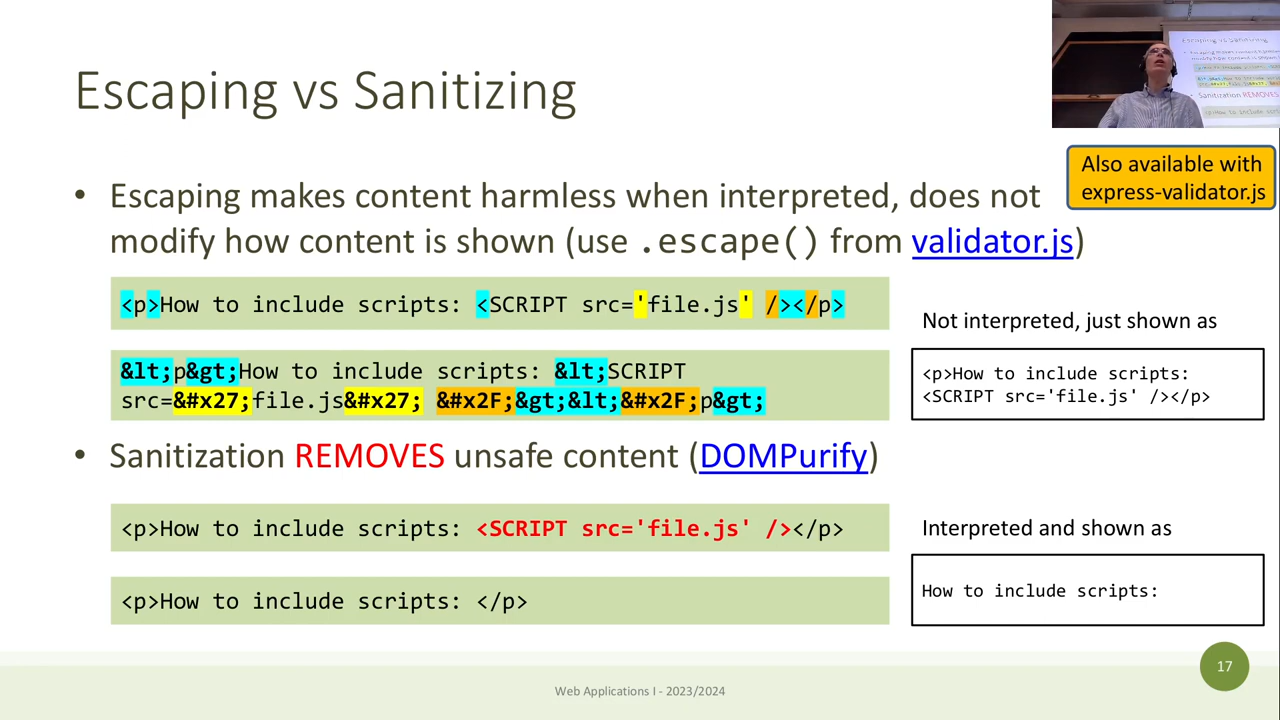 Escaping vs Sanitizing
Also available with
express-validator.js
• Escaping makes content harmless when interpreted, does not
modify how content is shown (use .escape() from validator.js)
<p>How to include scripts: <SCRIPT src='file.js' /></p>
Not interpreted, just shown as
&lt;p&gt;How to include scripts: &lt;SCRIPT
src=&#x27;file.js&#x27; &#x2F;&gt;&lt;&#x2F;p&gt;
<p>How to include scripts:
<SCRIPT src='file.js' /></p>
• Sanitization REMOVES unsafe content (DOMPurify)
<p>How to include scripts: <SCRIPT src='file.js' /></p>
Interpreted and shown as
<p>How to include scripts: </p>
How to include scripts:
17
Web Applications I - 2023/2024
Escaping vs Sanitizing
Sanitization REMOVES